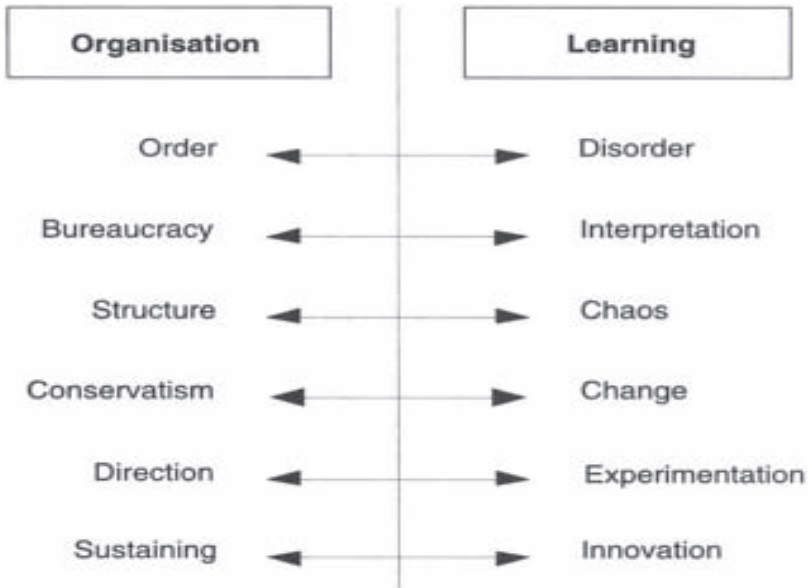 Organisation Learning
Order Disorder
Bureaucracy Interpretation
Structure Chaos
Conservatism Change
Direction Experimentation
Sustaining Innovation